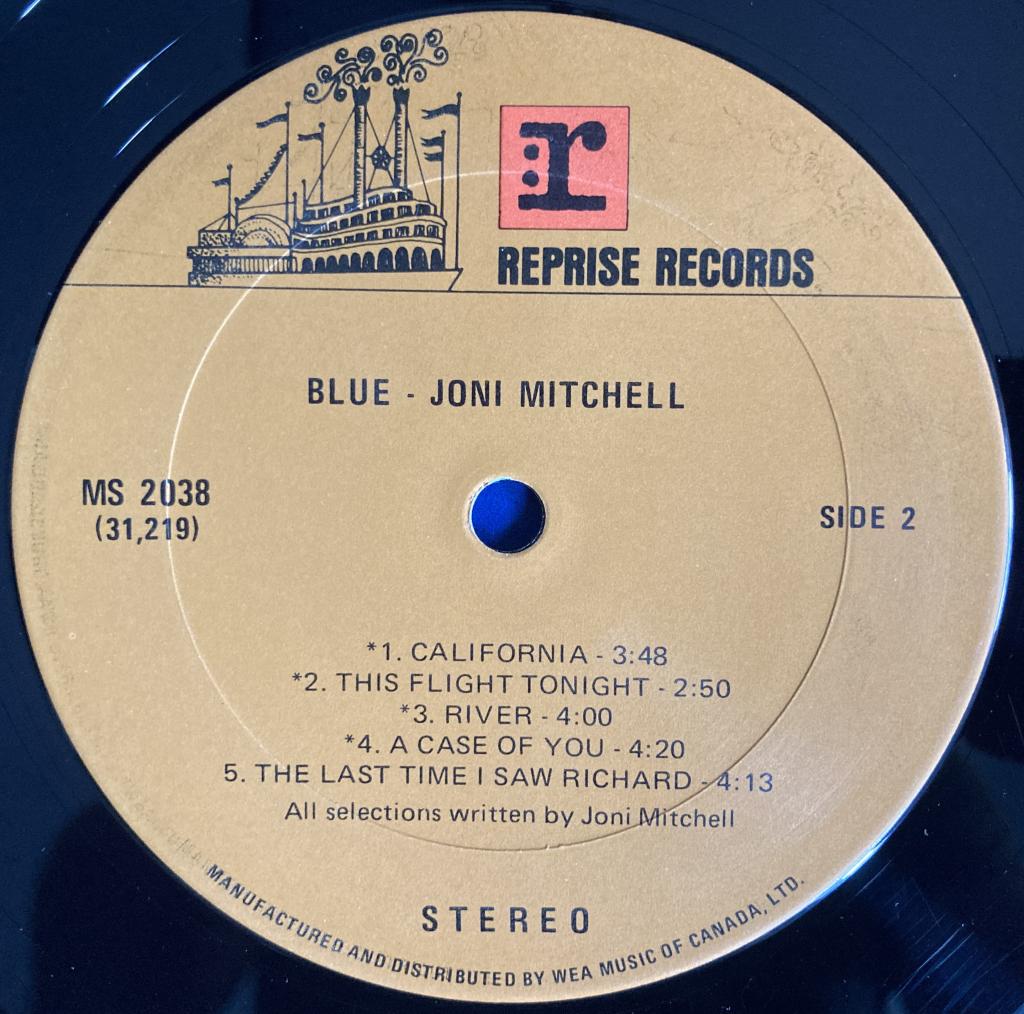 r
REPRISE RECORDS
BLUE - JONI MITCHELL
MS 2038
(31,219)
SIDE 2
*1. CALIFORNIA - 3:48
*2. THIS FLIGHT TONIGHT - 2:50
*3. RIVER - 4:00
*4. A CASE OF YOU - 4:20
5. THE LAST TIME I SAW RICHARD - 4:13
All selections written by Joni Mitchell
STEREO
MANUFACTURED AND DISTRIBUTED BY WEA MUSIC OF CANADA, LTD.